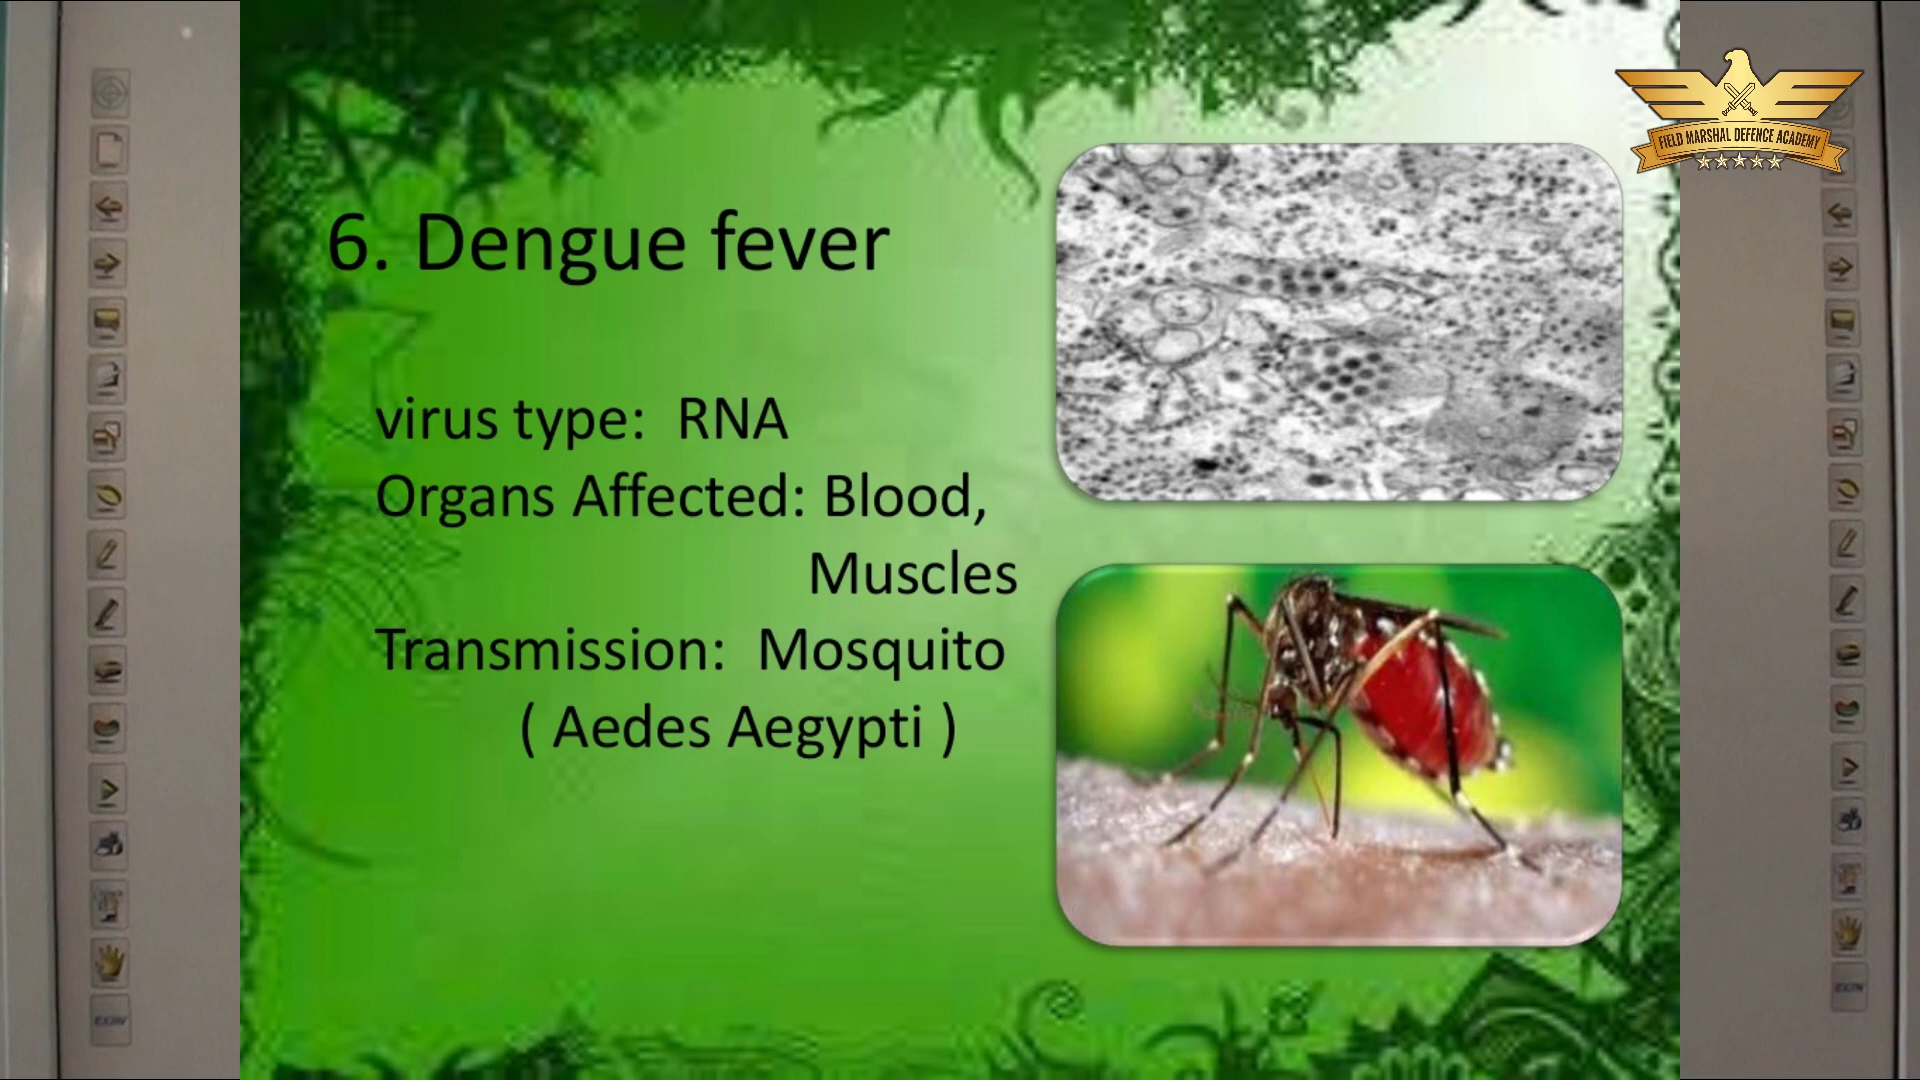 FIELD MARSHAL DEFENCE ACADEMY
6. Dengue fever
virus type: RNA
Organs Affected: Blood,
Muscles
Transmission: Mosquito
( Aedes Aegypti )